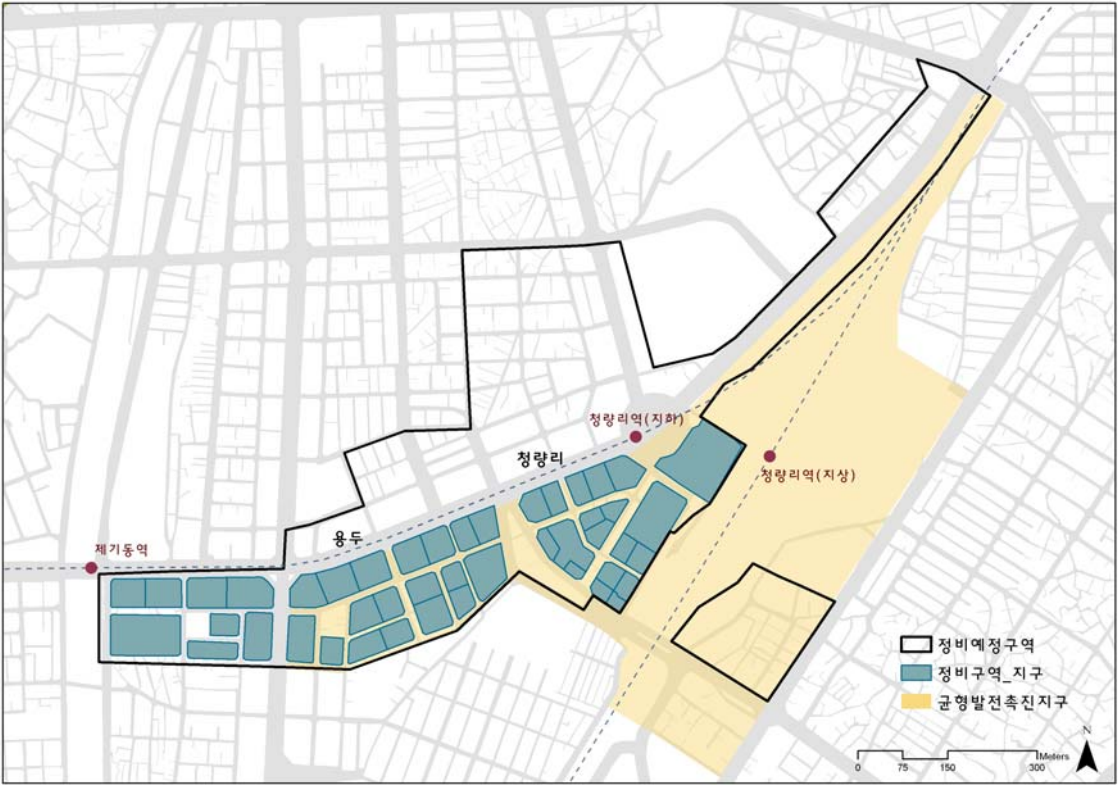 청량리역(지하)
청량리
청량리역(지상)
용두
제기동역
정비예정구역
정비구역_지구
균형발전촉진지구
N
Meters
0 75 150 300